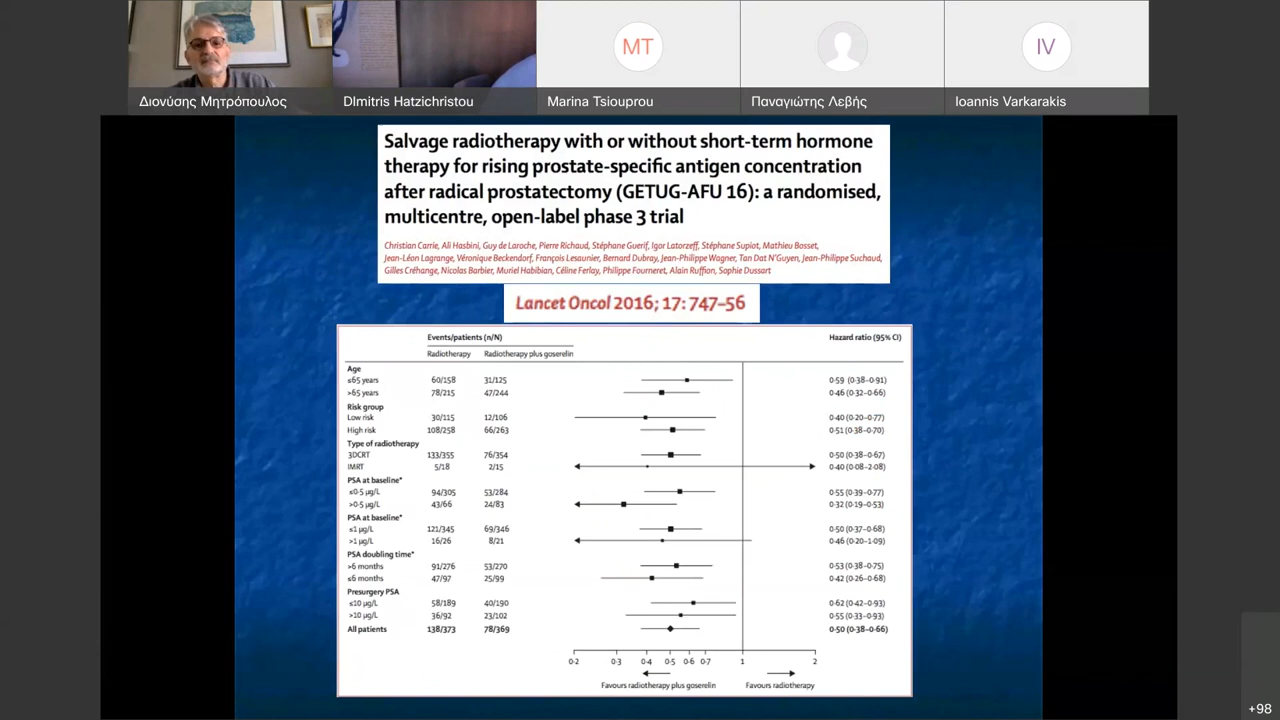 MT
IV
Διονύσης Μητρόπουλος
DImitris Hatzichristou
Marina Tsiouprou
Παναγιώτης Λεβής
Ioannis Varkarakis
Salvage radiotherapy with or without short-term hormone
therapy for rising prostate-specific antigen concentration
after radical prostatectomy (GETUG-AFU 16): a randomised,
multicentre, open-label phase 3 trial
Christian Carrie, Ali Hasbini, Guy de Laroche, Pierre Richaud, Stéphane Guerif, Igor Latorzeff, Stéphane Supiot, Mathieu Bosset,
Jean-Léon Lagrange, Véronique Beckendorf, François Lesaunier, Bernard Dubray, Jean-Philippe Wagner, Tan Dat N'Guyen, Jean-Philippe Suchaud,
Gilles Créhange, Nicolas Barbier, Muriel Habibian, Céline Ferlay, Philippe Fourneret, Alain Ruffion, Sophie Dussart
Lancet Oncol 2016; 17: 747–56
Events/patients (n/N) Hazard ratio (95% CI)
Radiotherapy Radiotherapy plus goserelin
Age
≤65 years 60/158 31/125 0·59 (0·38–0·91)
>65 years 78/215 47/244 0·46 (0·32–0·66)
Risk group
Low risk 30/115 12/106 0·40 (0·20–0·77)
High risk 108/258 66/263 0·51 (0·38–0·70)
Type of radiotherapy
3DCRT 133/355 76/354 0·50 (0·38–0·67)
IMRT 5/18 2/15 0·40 (0·08–2·08)
PSA at baseline*
≤0·5 µg/L 94/305 53/284 0·55 (0·39–0·77)
>0·5 µg/L 43/66 24/83 0·32 (0·19–0·53)
PSA at baseline*
≤1 µg/L 121/345 69/346 0·50 (0·37–0·68)
>1 µg/L 16/26 8/21 0·46 (0·20–1·09)
PSA doubling time*
>6 months 91/276 53/270 0·53 (0·38–0·75)
≤6 months 47/97 25/99 0·42 (0·26–0·68)
Presurgery PSA
≤10 µg/L 58/189 40/190 0·62 (0·42–0·93)
>10 µg/L 36/92 23/102 0·55 (0·33–0·93)
All patients 138/373 78/369 0·50 (0·38–0·66)
0·2 0·3 0·4 0·5 0·6 0·7 1 2
Favours radiotherapy plus goserelin Favours radiotherapy
+98